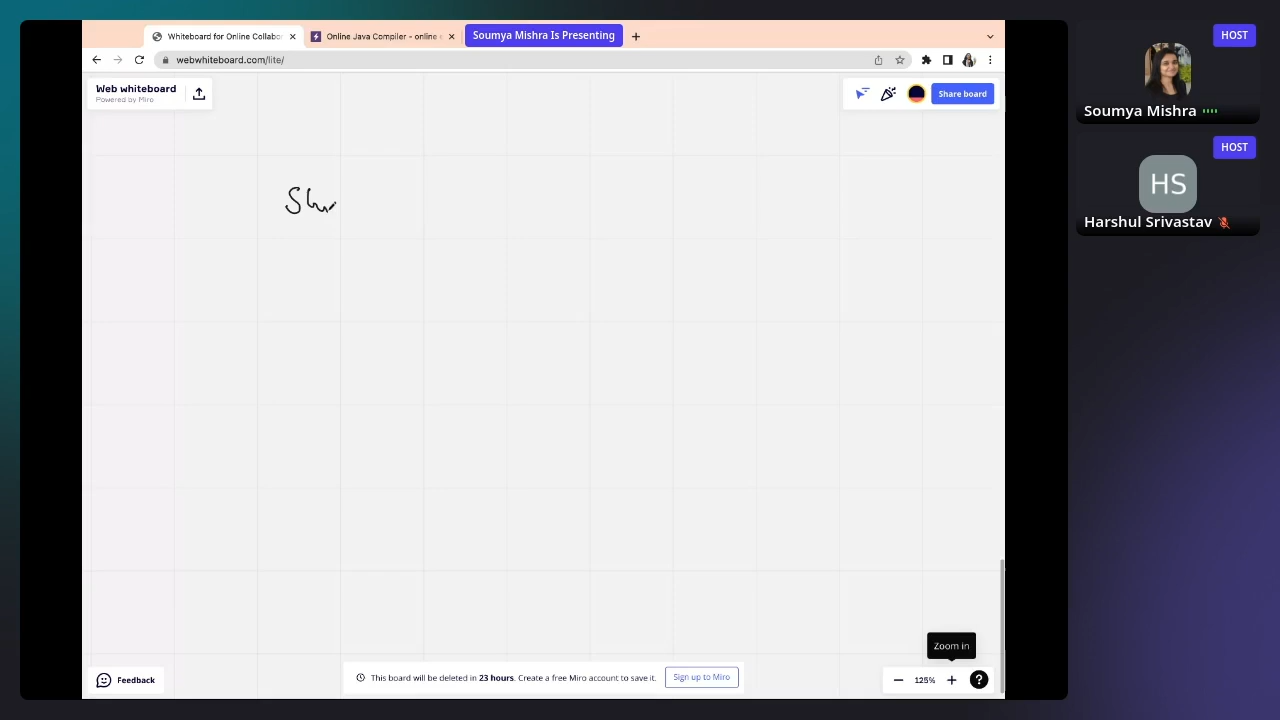 Whiteboard for Online Collabor
Online Java Compiler - online
Soumya Mishra Is Presenting
webwhiteboard.com/lite/
Web whiteboard
Powered by Miro
Share board
Zoom in
Feedback
This board will be deleted in 23 hours. Create a free Miro account to save it.
Sign up to Miro
125%
?
HOST
Soumya Mishra
HOST
HS
Harshul Srivastav